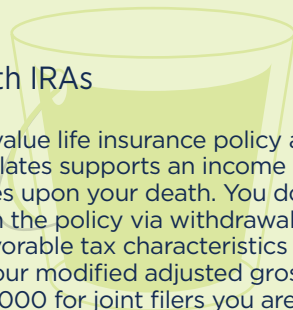 th IRAs
value life insurance policy a
lates supports an income
es upon your death. You do
n the policy via withdrawal
vorable tax characteristics
our modified adjusted gros
000 for joint filers you are